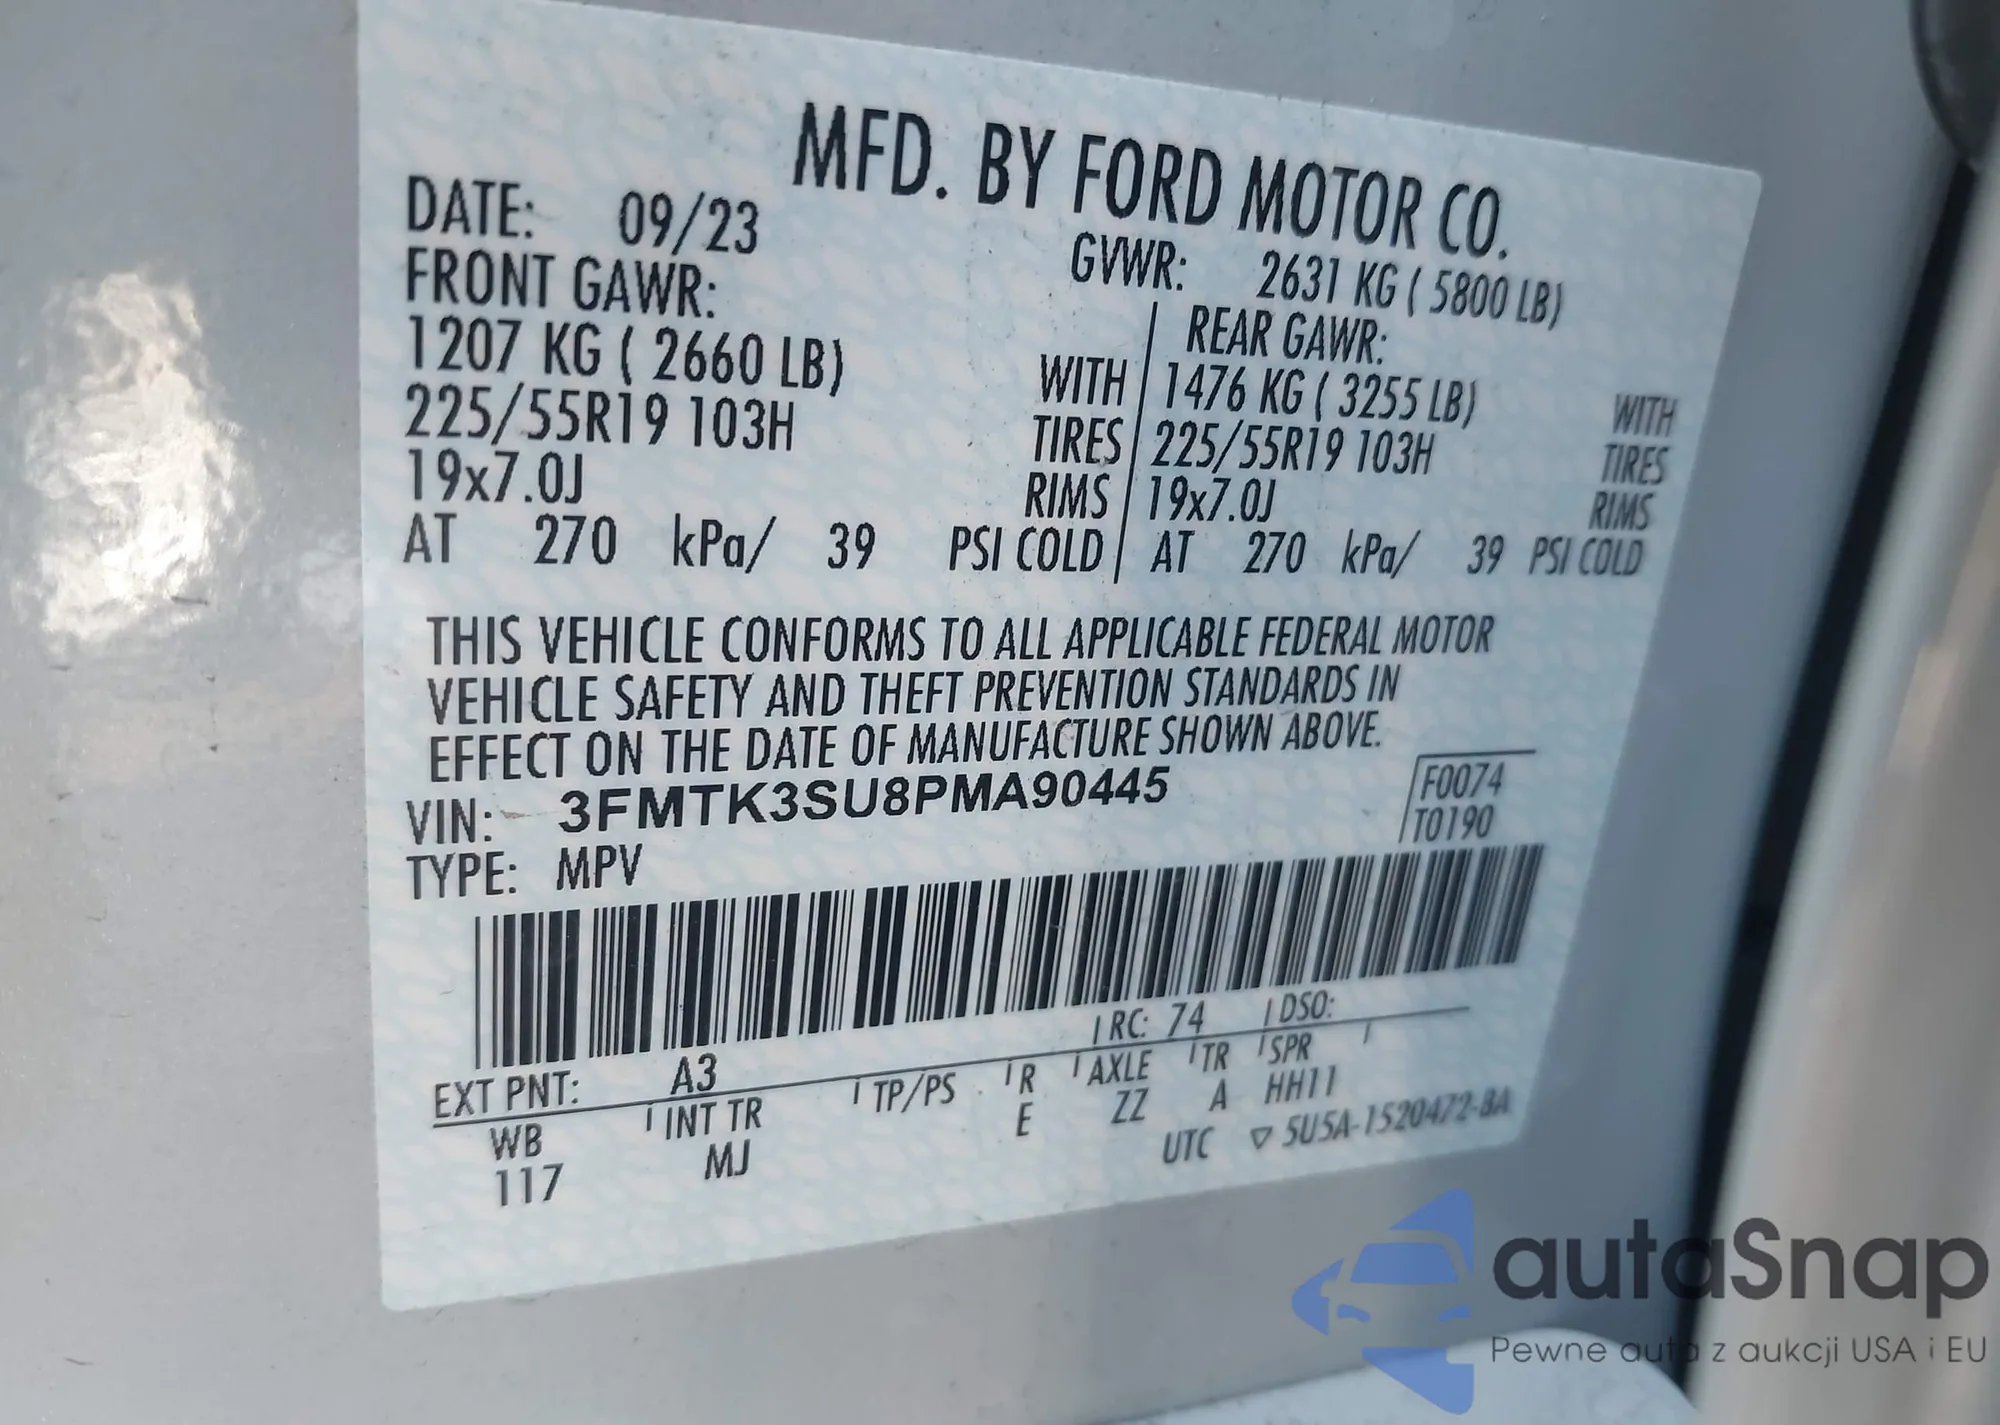 MFD. BY FORD MOTOR CO.
DATE: 09/23 GVWR: 2631 KG ( 5800 LB)
FRONT GAWR: REAR GAWR:
1207 KG ( 2660 LB) WITH 1476 KG ( 3255 LB) WITH
225/55R19 103H TIRES 225/55R19 103H TIRES
19x7.0J RIMS 19x7.0J RIMS
AT 270 kPa/ 39 PSI COLD AT 270 kPa/ 39 PSI COLD
THIS VEHICLE CONFORMS TO ALL APPLICABLE FEDERAL MOTOR
VEHICLE SAFETY AND THEFT PREVENTION STANDARDS IN
EFFECT ON THE DATE OF MANUFACTURE SHOWN ABOVE.
VIN: 3FMTK3SU8PMA90445 F0074
TYPE: MPV T0190
EXT PNT: A3 RC: 74 DSO:
WB INT TR TP/PS R AXLE TR SPR
117 MJ E ZZ A HH11
UTC ▽ 5U5A-1520472-BA
autaSnap
Pewne auta z aukcji USA i EU